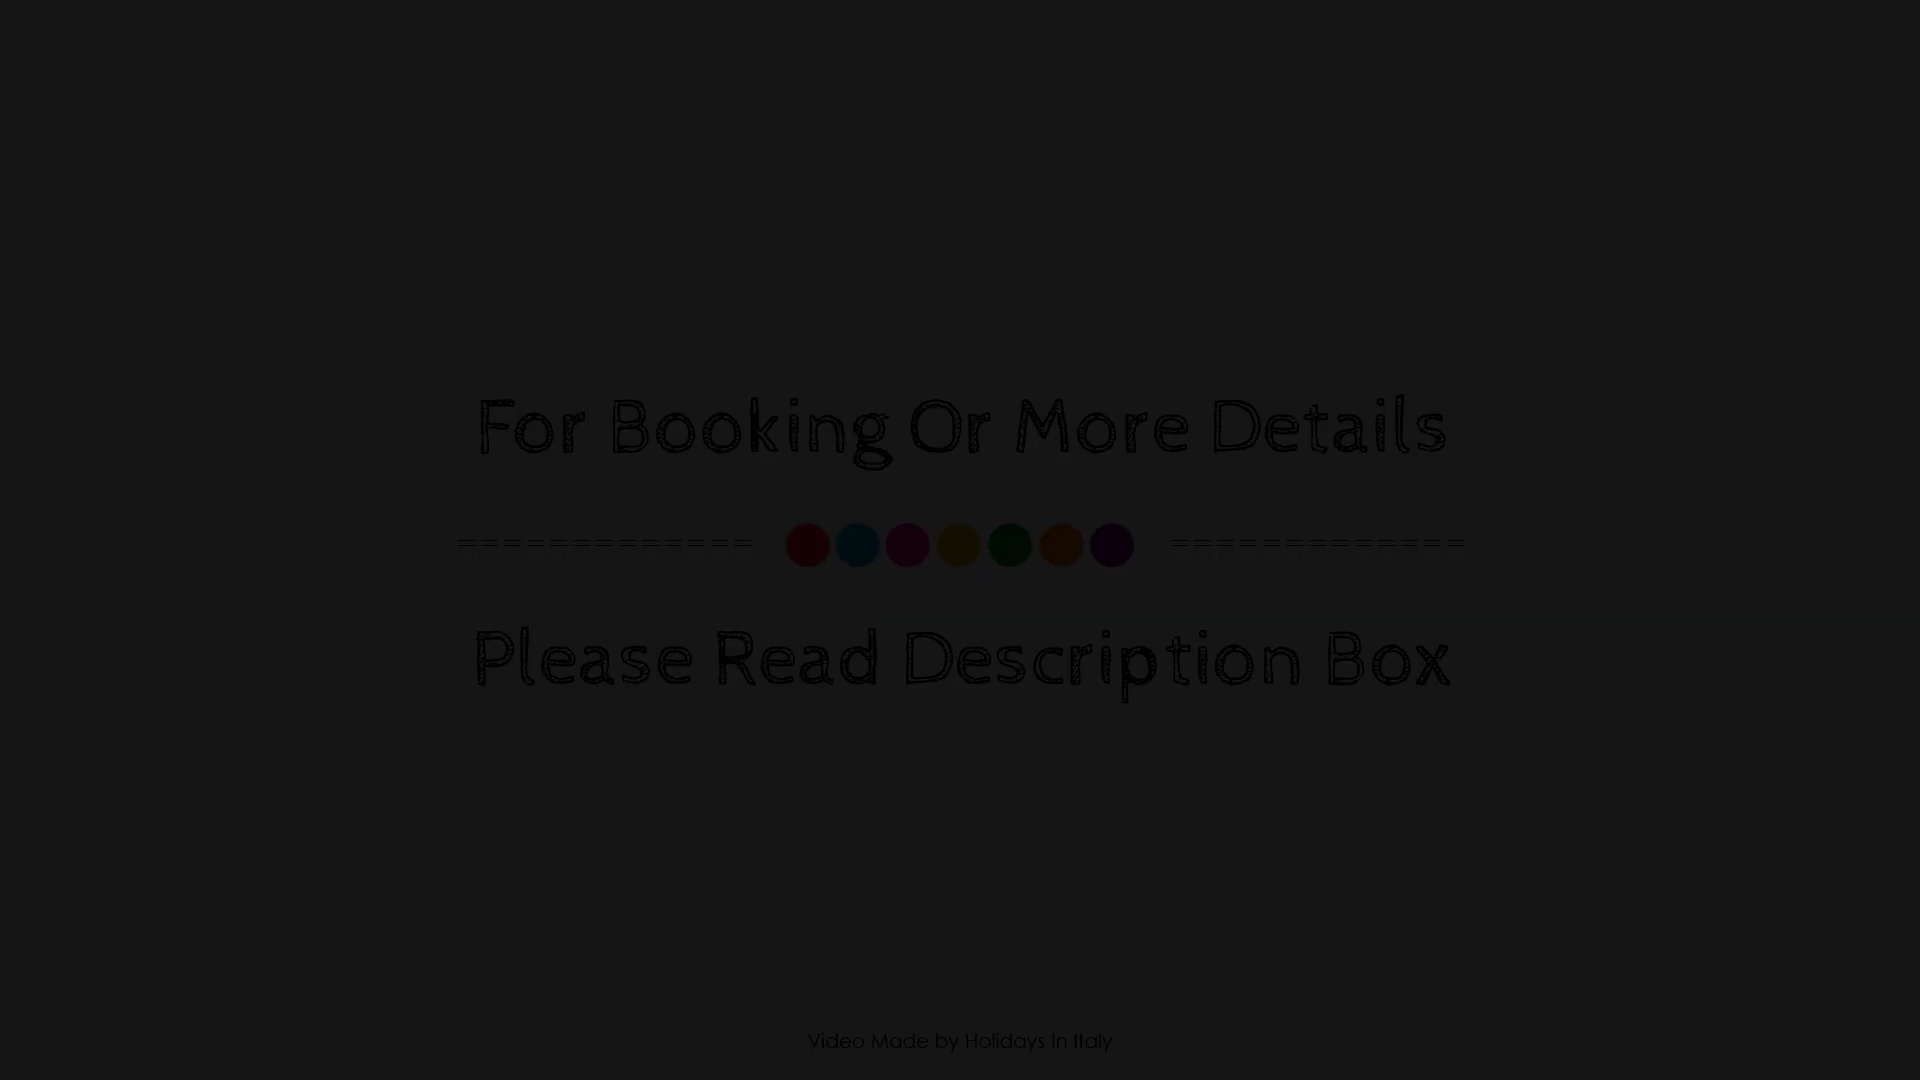 For Booking Or More Details
============= =============
Please Read Description Box
Video Made by Holidays In Italy